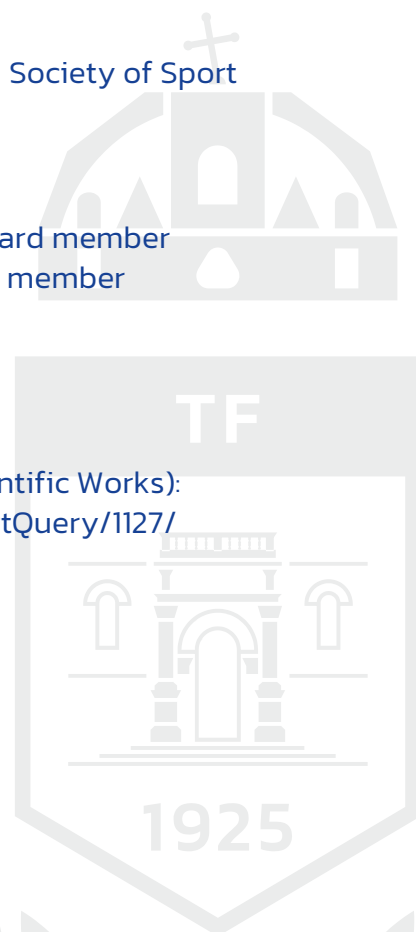 Society of Sport
ard member
member
TF
ntific Works):
tQuery/1127/
1925